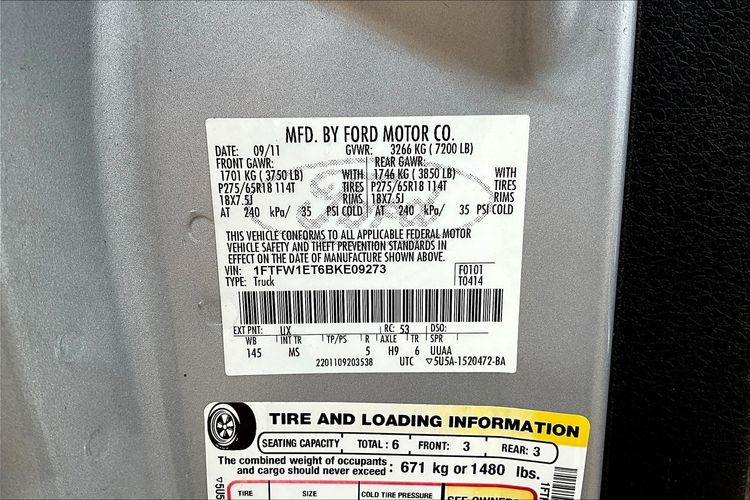 MFD. BY FORD MOTOR CO.
DATE: 09/11 GVWR: 3266 KG ( 7200 LB)
FRONT GAWR: REAR GAWR:
1701 KG ( 3750 LB) WITH 1746 KG ( 3850 LB) WITH
P275/65R18 114T TIRES P275/65R18 114T TIRES
18X7.5J RIMS 18X7.5J RIMS
AT 240 kPa/ 35 PSI COLD AT 240 kPa/ 35 PSI COLD
Ford
THIS VEHICLE CONFORMS TO ALL APPLICABLE FEDERAL MOTOR
VEHICLE SAFETY AND THEFT PREVENTION STANDARDS IN
EFFECT ON THE DATE OF MANUFACTURE SHOWN ABOVE.
VIN: 1FTFW1ET6BKE09273 F0101
TYPE: Truck T0414
EXT PNT: UX RC: 53 DSO:
WB INT TR TP/PS R AXLE TR SPR
145 MS 5 H9 6 UUAA
2201109203538 UTC ▽5U5A-1520472-BA
TIRE AND LOADING INFORMATION
SEATING CAPACITY TOTAL: 6 FRONT: 3 REAR: 3
The combined weight of occupants
and cargo should never exceed: 671 kg or 1480 lbs.
TIRE SIZE COLD TIRE PRESSURE SEE OWNER'S
▽5U5
1FT